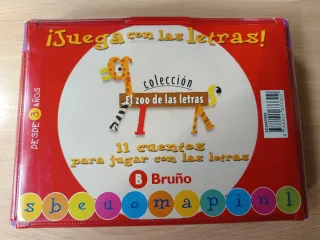 ¡Juega con las letras!
colección
El zoo de las letras
DESDE 3 AÑOS
11 cuentos
para jugar con las letras
B Bruño
s b e u o m a p i n l